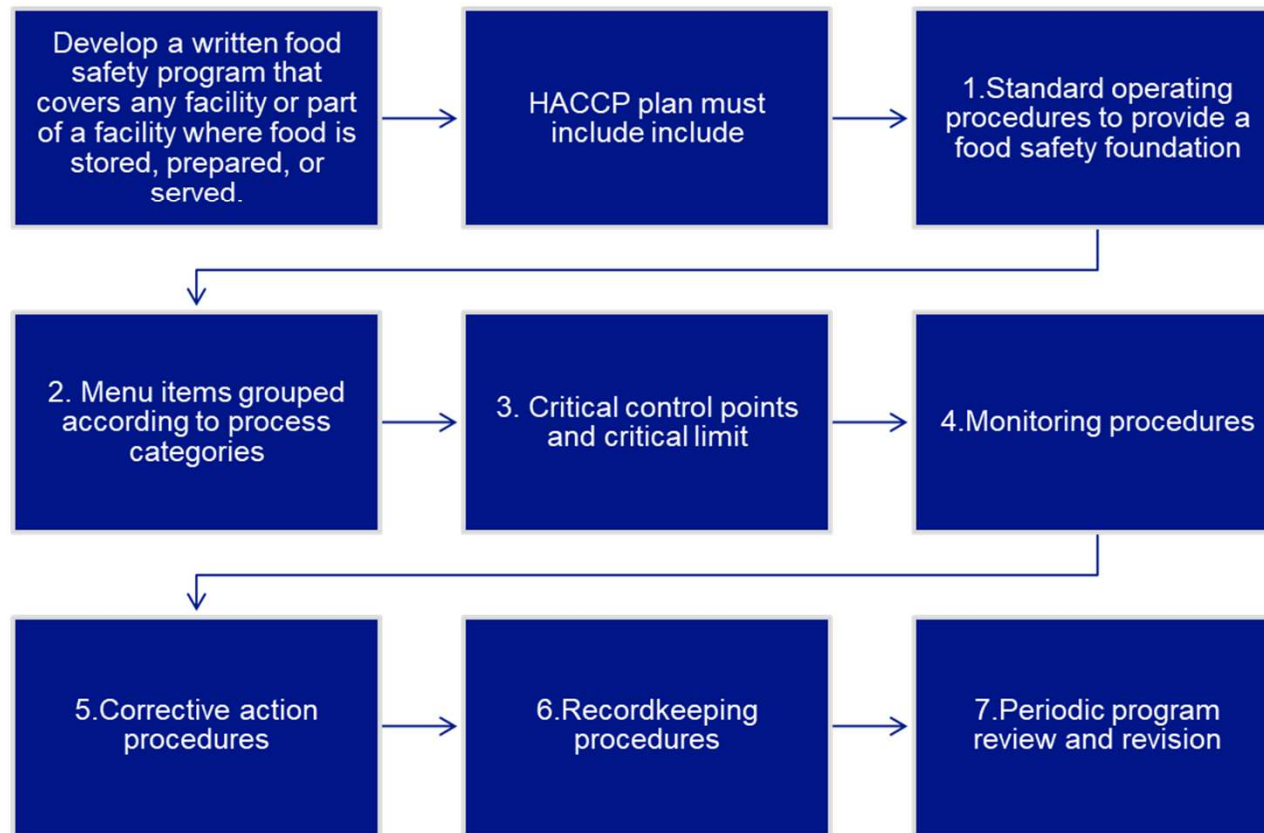 Develop a written food
safety program that
covers any facility or part
of a facility where food is
stored, prepared, or
served.
HACCP plan must
include include
1.Standard operating
procedures to provide a
food safety foundation
2. Menu items grouped
according to process
categories
3. Critical control points
and critical limit
4.Monitoring procedures
5.Corrective action
procedures
6.Recordkeeping
procedures
7.Periodic program
review and revision